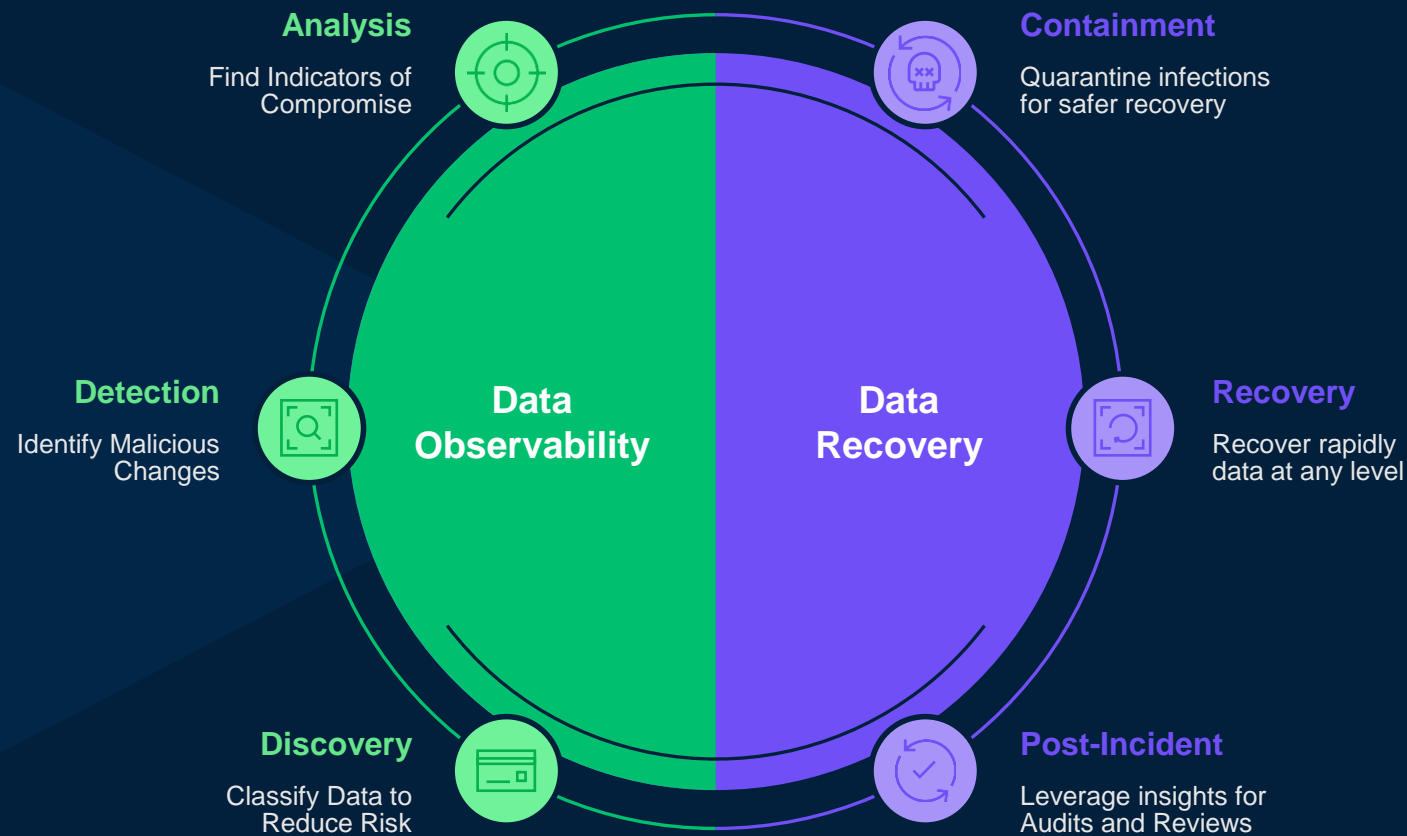 Analysis
Find Indicators of
Compromise
Containment
Quarantine infections
for safer recovery
Detection
Identify Malicious
Changes
Data
Observability
Data
Recovery
Recovery
Recover rapidly
data at any level
Discovery
Classify Data to
Reduce Risk
Post-Incident
Leverage insights for
Audits and Reviews